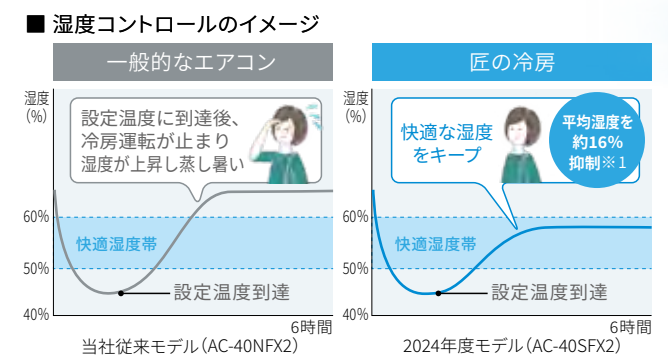 ■ 湿度コントロールのイメージ
一般的なエアコン
湿度
(%)
設定温度に到達後、
冷房運転が止まり
湿度が上昇し蒸し暑い
60%
快適湿度帯
50%
設定温度到達
40%
6時間
当社従来モデル（AC-40NFX2）
匠の冷房
湿度
(%)
快適な湿度
をキープ
平均湿度を
約16%
抑制※1
60%
快適湿度帯
50%
設定温度到達
40%
6時間
2024年度モデル（AC-40SFX2）